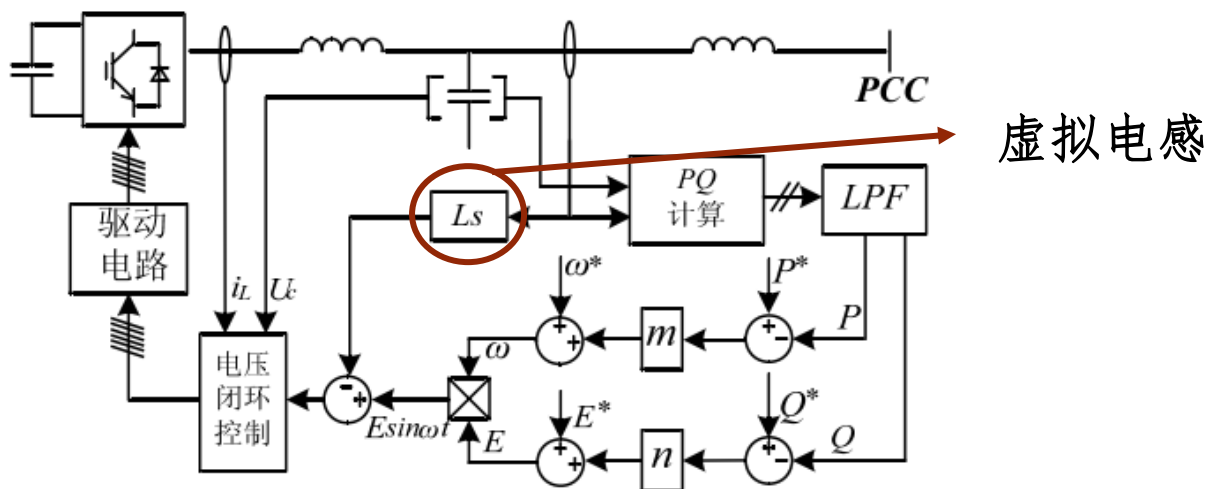 PCC
虚拟电感
PQ
计算
LPF
Ls
驱动
电路
iL
Uc
ω*
P*
P
m
ω
电压
闭环
控制
Esinωt
E
E*
Q*
Q
n